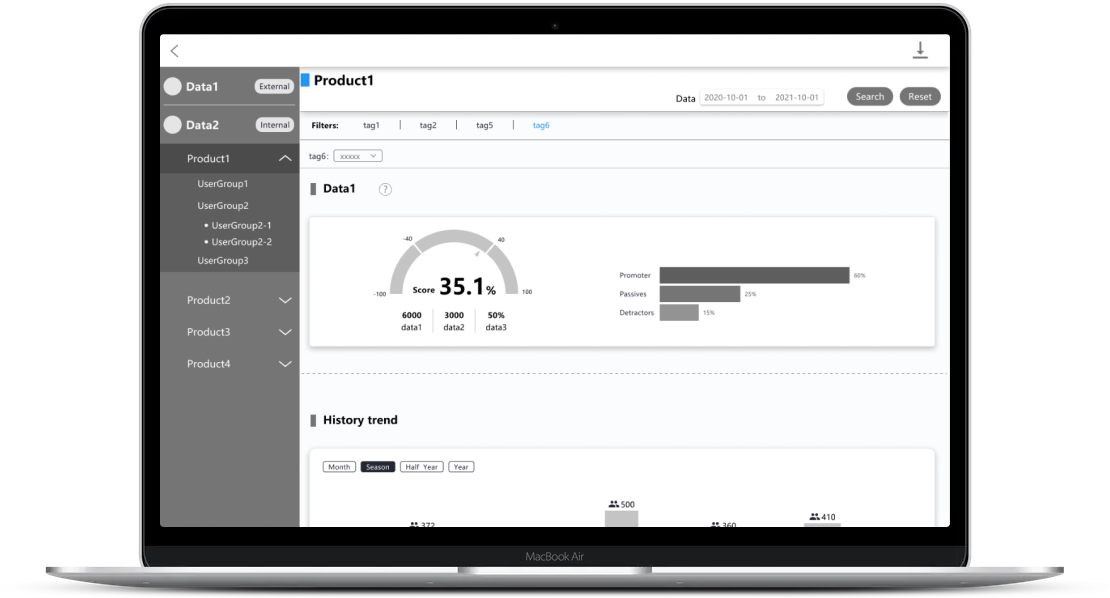 Data1 External
Data2 Internal
Product1
UserGroup1
UserGroup2
• UserGroup2-1
• UserGroup2-2
UserGroup3
Product2
Product3
Product4
Product1
Data 2020-10-01 to 2021-10-01 Search Reset
Filters: tag1 | tag2 | tag5 | tag6
tag6: xxxxx
Data1 ?
-40 40
-100 Score 35.1% 100
6000 3000 50%
data1 data2 data3
Promoter 60%
Passives 25%
Detractors 15%
History trend
Month Season Half Year Year
500
410
372 360
MacBook Air